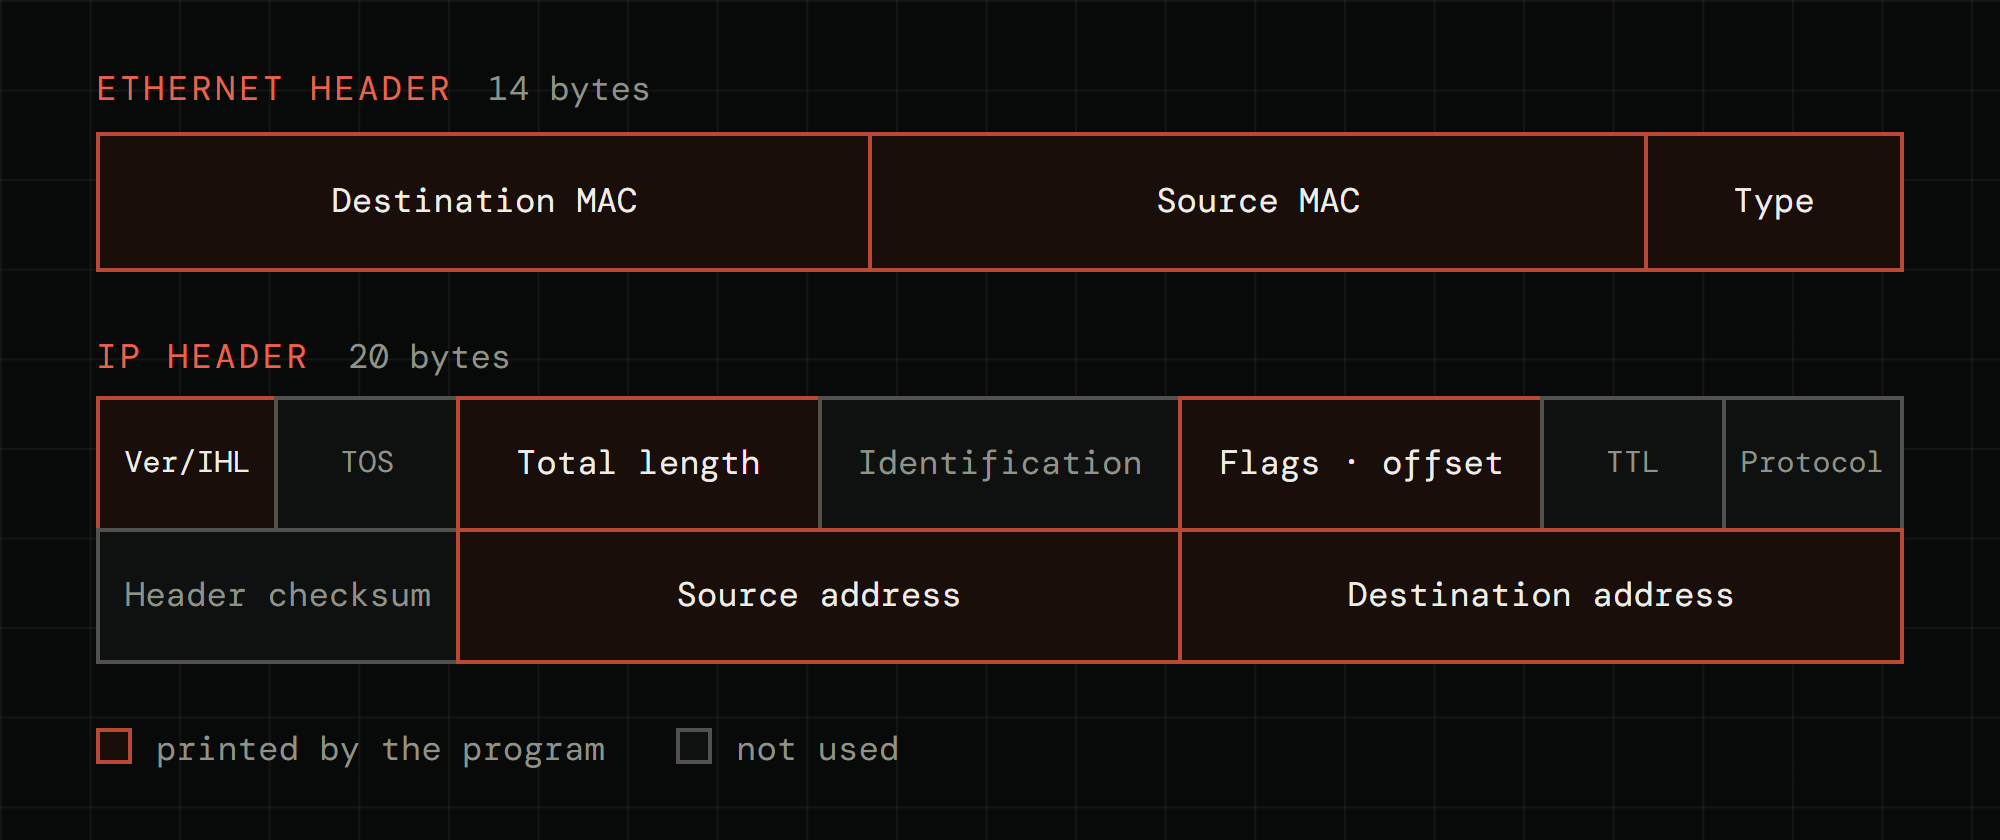 ETHERNET HEADER 14 bytes
Destination MAC Source MAC Type
IP HEADER 20 bytes
Ver/IHL TOS Total length Identification Flags · offset TTL Protocol
Header checksum Source address Destination address
printed by the program not used